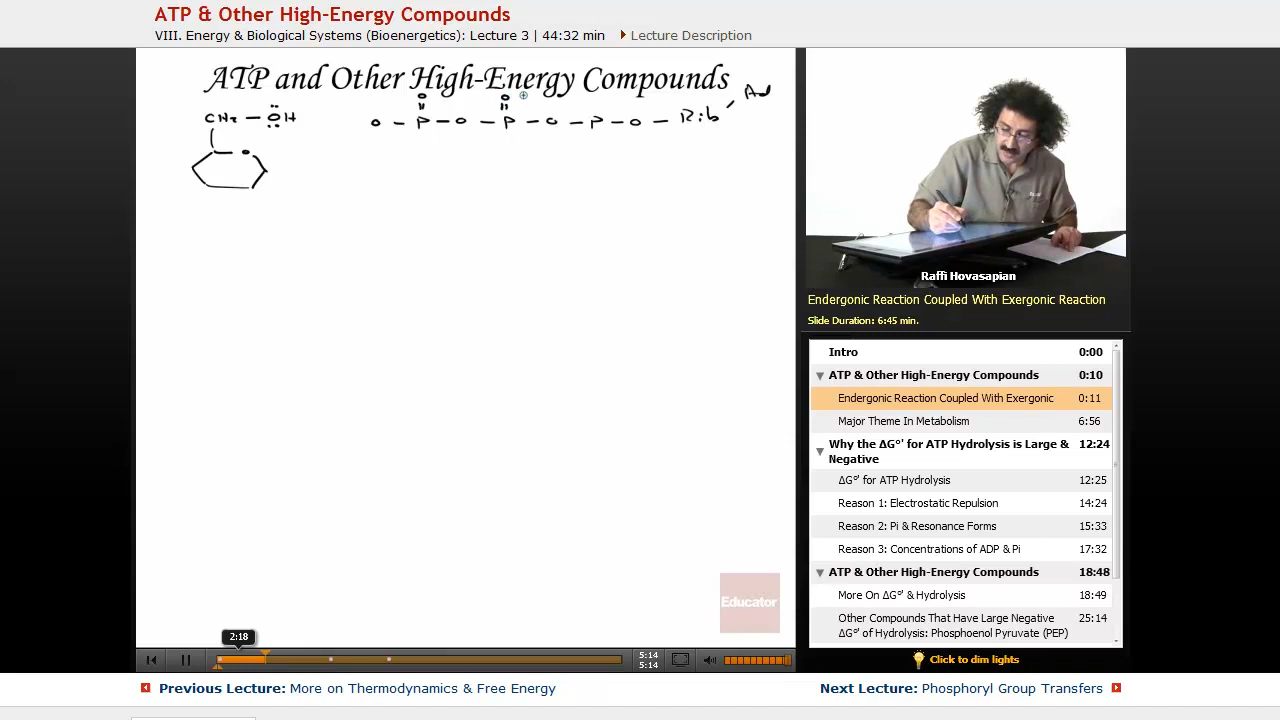 ATP & Other High-Energy Compounds
VIII. Energy & Biological Systems (Bioenergetics): Lecture 3 | 44:32 min
Lecture Description
ATP and Other High-Energy Compounds
O O
CH2 — OH
O — P — O — P — O — P — O — Rib
Ad
O
Educator
Raffi Hovasapian
Endergonic Reaction Coupled With Exergonic Reaction
Slide Duration: 6:45 min.
Intro 0:00
ATP & Other High-Energy Compounds 0:10
Endergonic Reaction Coupled With Exergonic 0:11
Major Theme In Metabolism 6:56
Why the ΔG°' for ATP Hydrolysis is Large & 12:24
Negative
ΔG°' for ATP Hydrolysis 12:25
Reason 1: Electrostatic Repulsion 14:24
Reason 2: Pi & Resonance Forms 15:33
Reason 3: Concentrations of ADP & Pi 17:32
ATP & Other High-Energy Compounds 18:48
More On ΔG°' & Hydrolysis 18:49
Other Compounds That Have Large Negative 25:14
ΔG°' of Hydrolysis: Phosphoenol Pyruvate (PEP)
2:18
5:14
5:14
Click to dim lights
Previous Lecture: More on Thermodynamics & Free Energy
Next Lecture: Phosphoryl Group Transfers